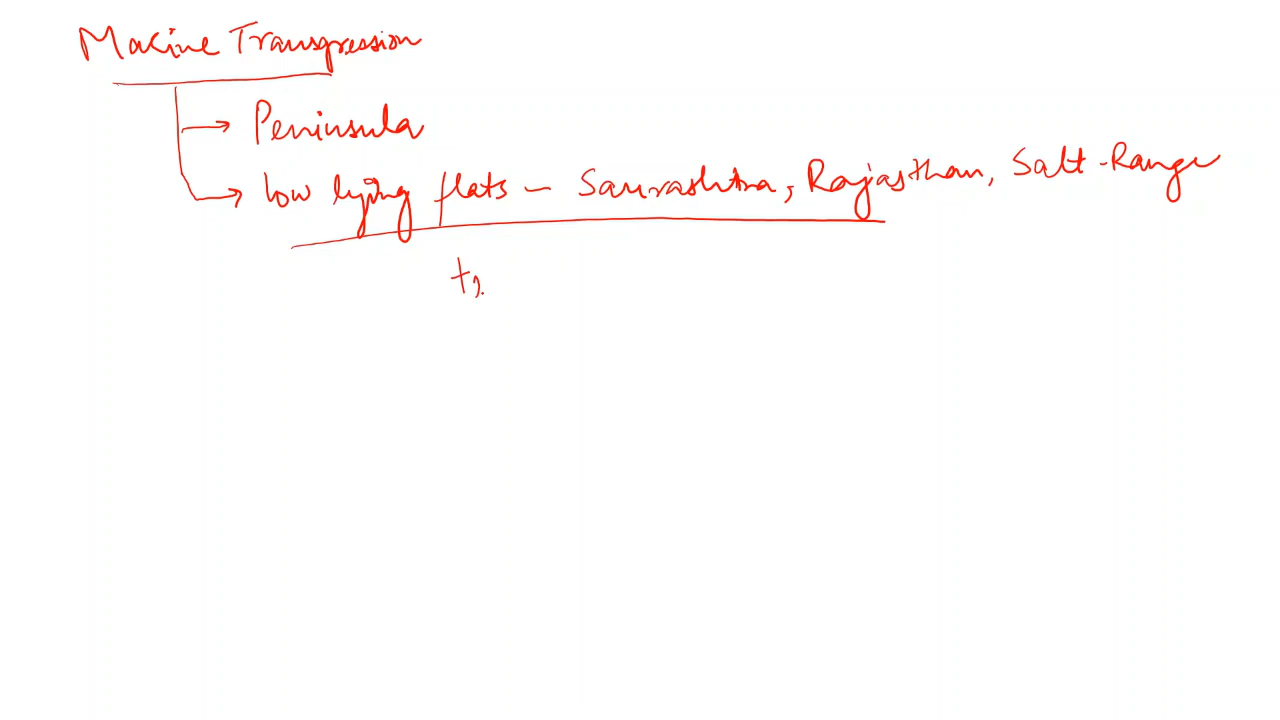 Marine Transgression
→ Peninsula
→ low lying flats - Saurashtra, Rajasthan, Salt-Range